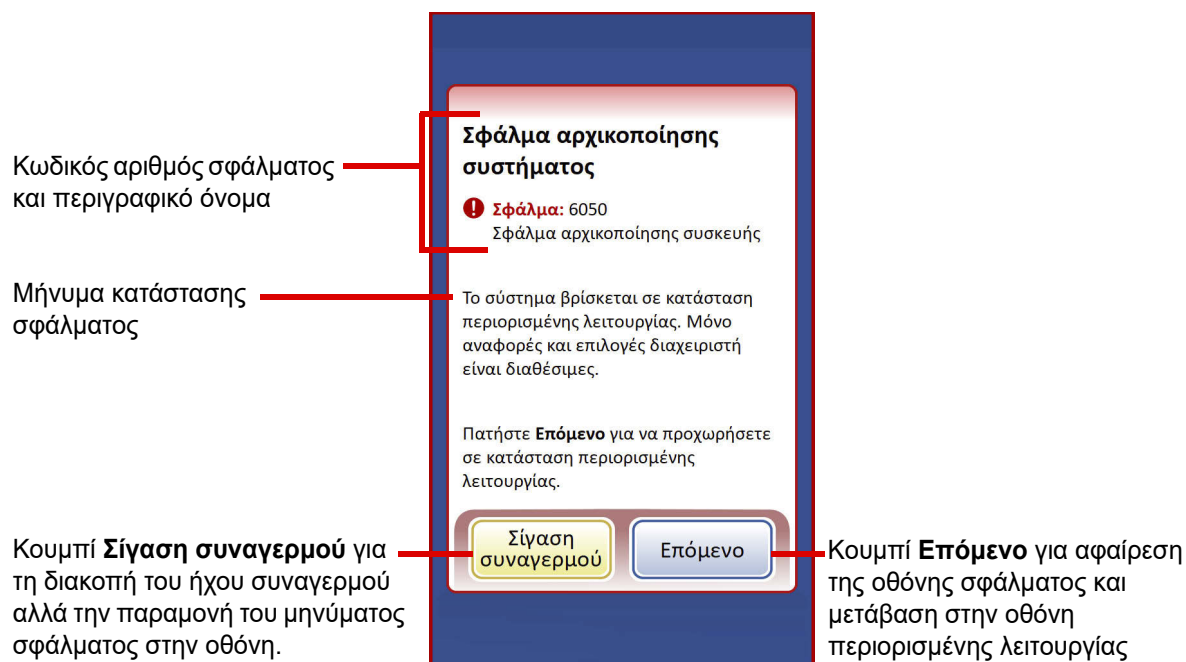 Κωδικός αριθμός σφάλματος
και περιγραφικό όνομα
Μήνυμα κατάστασης
σφάλματος
Κουμπί Σίγαση συναγερμού για
τη διακοπή του ήχου συναγερμού
αλλά την παραμονή του μηνύματος
σφάλματος στην οθόνη.
Σφάλμα αρχικοποίησης
συστήματος
Σφάλμα: 6050
Σφάλμα αρχικοποίησης συσκευής
Το σύστημα βρίσκεται σε κατάσταση
περιορισμένης λειτουργίας. Μόνο
αναφορές και επιλογές διαχειριστή
είναι διαθέσιμες.
Πατήστε Επόμενο για να προχωρήσετε
σε κατάσταση περιορισμένης
λειτουργίας.
Σίγαση
συναγερμού
Επόμενο
Κουμπί Επόμενο για αφαίρεση
της οθόνης σφάλματος και
μετάβαση στην οθόνη
περιορισμένης λειτουργίας